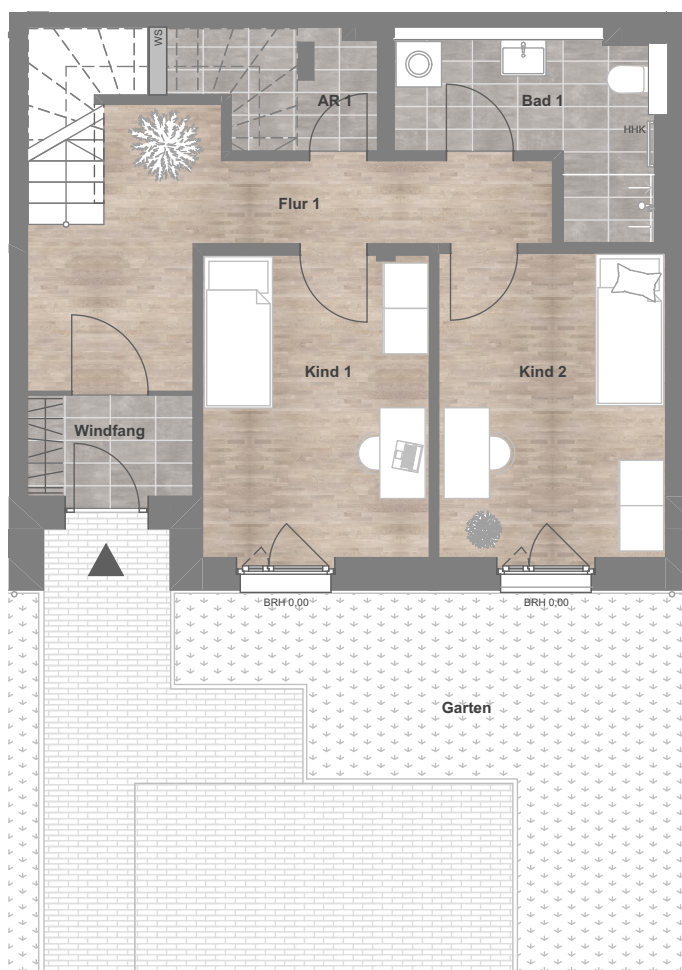 WS
AR 1
Bad 1
HHK
Flur 1
Kind 1
Kind 2
Windfang
BRH 0,00
BRH 0,00
Garten